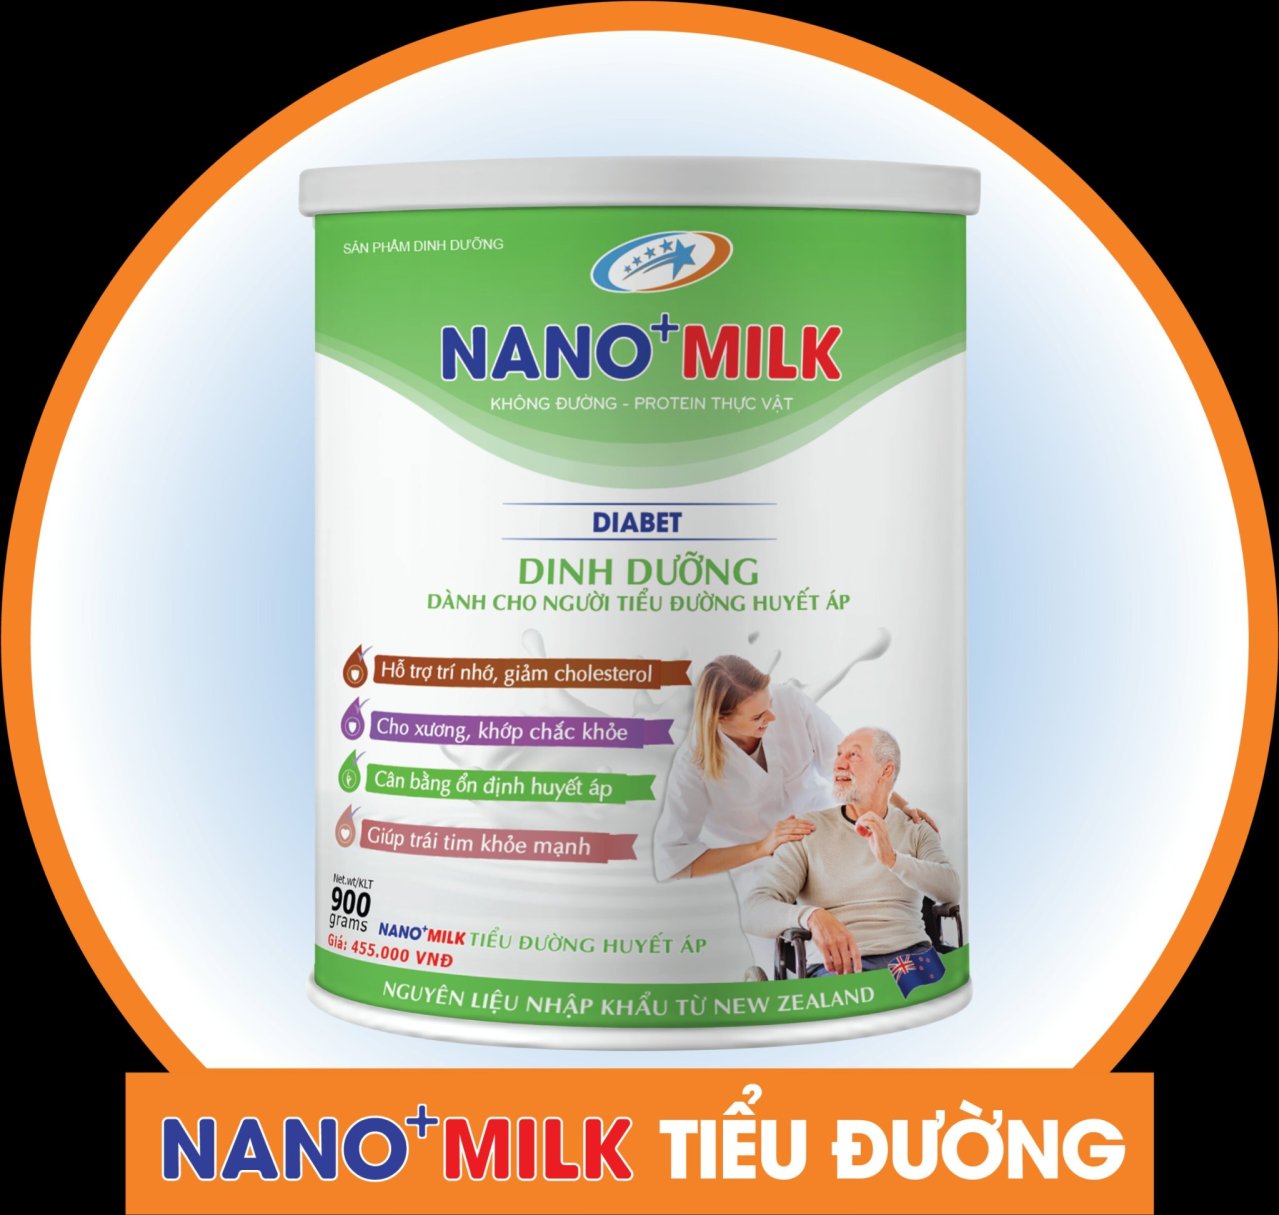 SẢN PHẨM DINH DƯỠNG
NANO+MILK
KHÔNG ĐƯỜNG - PROTEIN THỰC VẬT
DIABET
DINH DƯỠNG
DÀNH CHO NGƯỜI TIỂU ĐƯỜNG HUYẾT ÁP
Hỗ trợ trí nhớ, giảm cholesterol
Cho xương, khớp chắc khỏe
Cân bằng ổn định huyết áp
Giúp trái tim khỏe mạnh
Net.wt/KLT
900
grams
Giá: 455.000 VNĐ
NANO+MILK TIỂU ĐƯỜNG HUYẾT ÁP
NGUYÊN LIỆU NHẬP KHẨU TỪ NEW ZEALAND
NANO+MILK TIỂU ĐƯỜNG